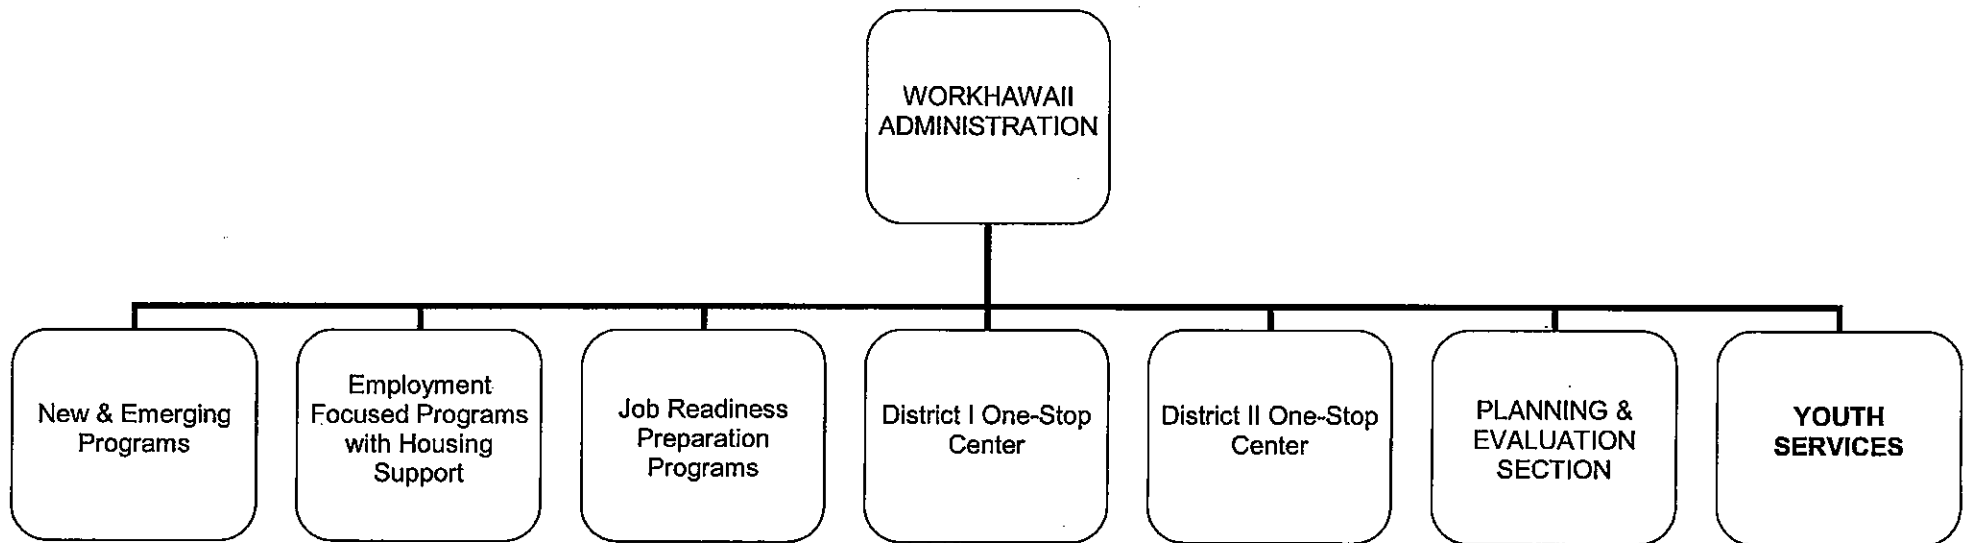 WORKHAWAII
ADMINISTRATION
New & Emerging
Programs
Employment
Focused Programs
with Housing
Support
Job Readiness
Preparation
Programs
District I One-Stop
Center
District II One-Stop
Center
PLANNING &
EVALUATION
SECTION
YOUTH
SERVICES